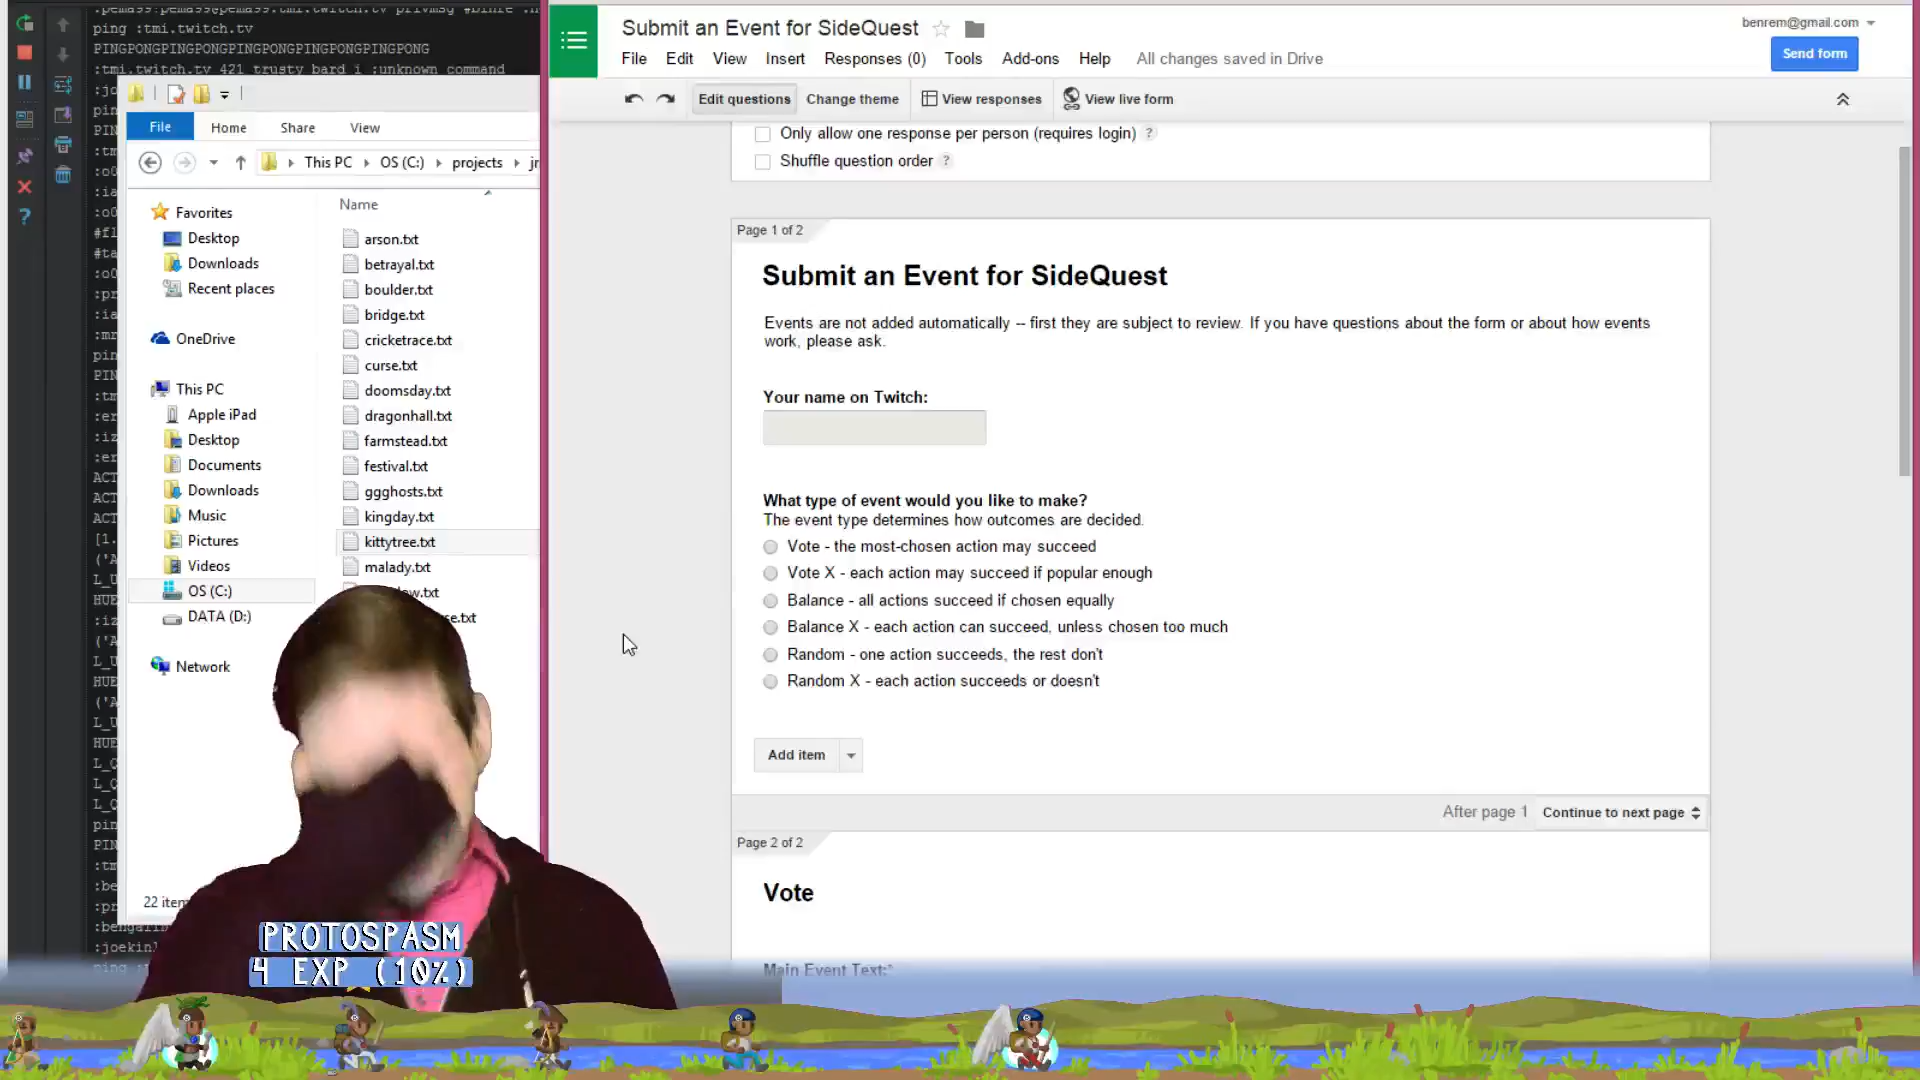 ping :tmi.twitch.tv
PINGPONGPINGPONGPINGPONGPINGPONGPINGPONG
:tmi.twitch.tv 421 trusty_bard_i :unknown command
File
Home
Share
View
This PC
OS (C:)
projects
Name
Favorites
Desktop
Downloads
Recent places
OneDrive
This PC
Apple iPad
Desktop
Documents
Downloads
Music
Pictures
Videos
OS (C:)
DATA (D:)
Network
arson.txt
betrayal.txt
boulder.txt
bridge.txt
cricketrace.txt
curse.txt
doomsday.txt
dragonhall.txt
farmstead.txt
festival.txt
ggghosts.txt
kingday.txt
kittytree.txt
malady.txt
Submit an Event for SideQuest
File Edit View Insert Responses (0) Tools Add-ons Help All changes saved in Drive
benrem@gmail.com
Send form
Edit questions
Change theme
View responses
View live form
Only allow one response per person (requires login) ?
Shuffle question order ?
Page 1 of 2
Submit an Event for SideQuest
Events are not added automatically -- first they are subject to review. If you have questions about the form or about how events
work, please ask.
Your name on Twitch:
What type of event would you like to make?
The event type determines how outcomes are decided.
Vote - the most-chosen action may succeed
Vote X - each action may succeed if popular enough
Balance - all actions succeed if chosen equally
Balance X - each action can succeed, unless chosen too much
Random - one action succeeds, the rest don't
Random X - each action succeeds or doesn't
Add item
After page 1 Continue to next page
Page 2 of 2
Vote
Main Event Text:*
PROTOSPASM
4 EXP (10%)